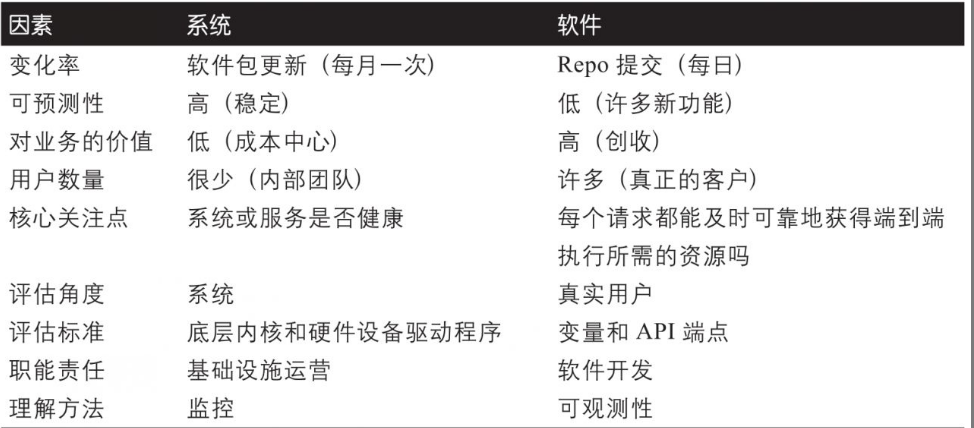 因素 系统 软件
变化率 软件包更新（每月一次） Repo 提交（每日）
可预测性 高（稳定） 低（许多新功能）
对业务的价值 低（成本中心） 高（创收）
用户数量 很少（内部团队） 许多（真正的客户）
核心关注点 系统或服务是否健康 每个请求都能及时可靠地获得端到端
执行所需的资源吗
评估角度 系统 真实用户
评估标准 底层内核和硬件设备驱动程序 变量和 API 端点
职能责任 基础设施运营 软件开发
理解方法 监控 可观测性